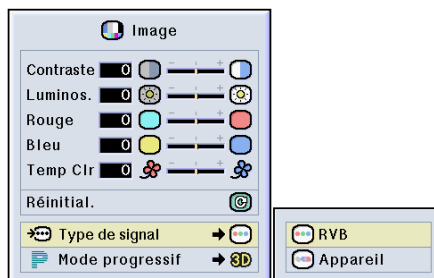 Image
Contraste 0
Luminos. 0
Rouge 0
Bleu 0
Temp Clr 0
Réinitial.
Type de signal
Mode progressif 3D
RVB
Appareil